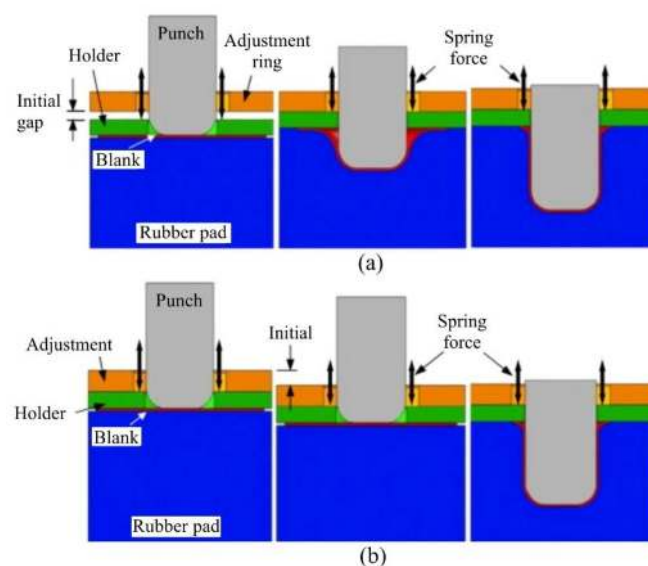 Punch
Holder
Adjustment
ring
Spring
force
Initial
gap
Blank
Rubber pad
(a)
Punch
Initial
Spring
force
Adjustment
Holder
Blank
Rubber pad
(b)